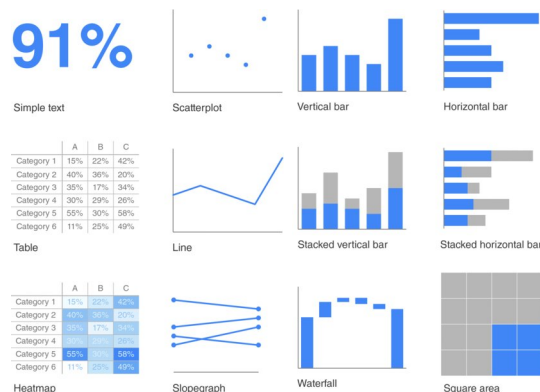 91%
Simple text
Scatterplot
Vertical bar
Horizontal bar
A B C
Category 1 15% 22% 42%
Category 2 40% 36% 20%
Category 3 35% 17% 34%
Category 4 30% 29% 26%
Category 5 55% 30% 58%
Category 6 11% 25% 49%
Table
Line
Stacked vertical bar
Stacked horizontal bar
A B C
Category 1 15% 22% 42%
Category 2 40% 36% 20%
Category 3 35% 17% 34%
Category 4
Category 5 55% 58%
Category 6 11% 25% 49%
Heatmap
Slopegraph
Waterfall
Square area